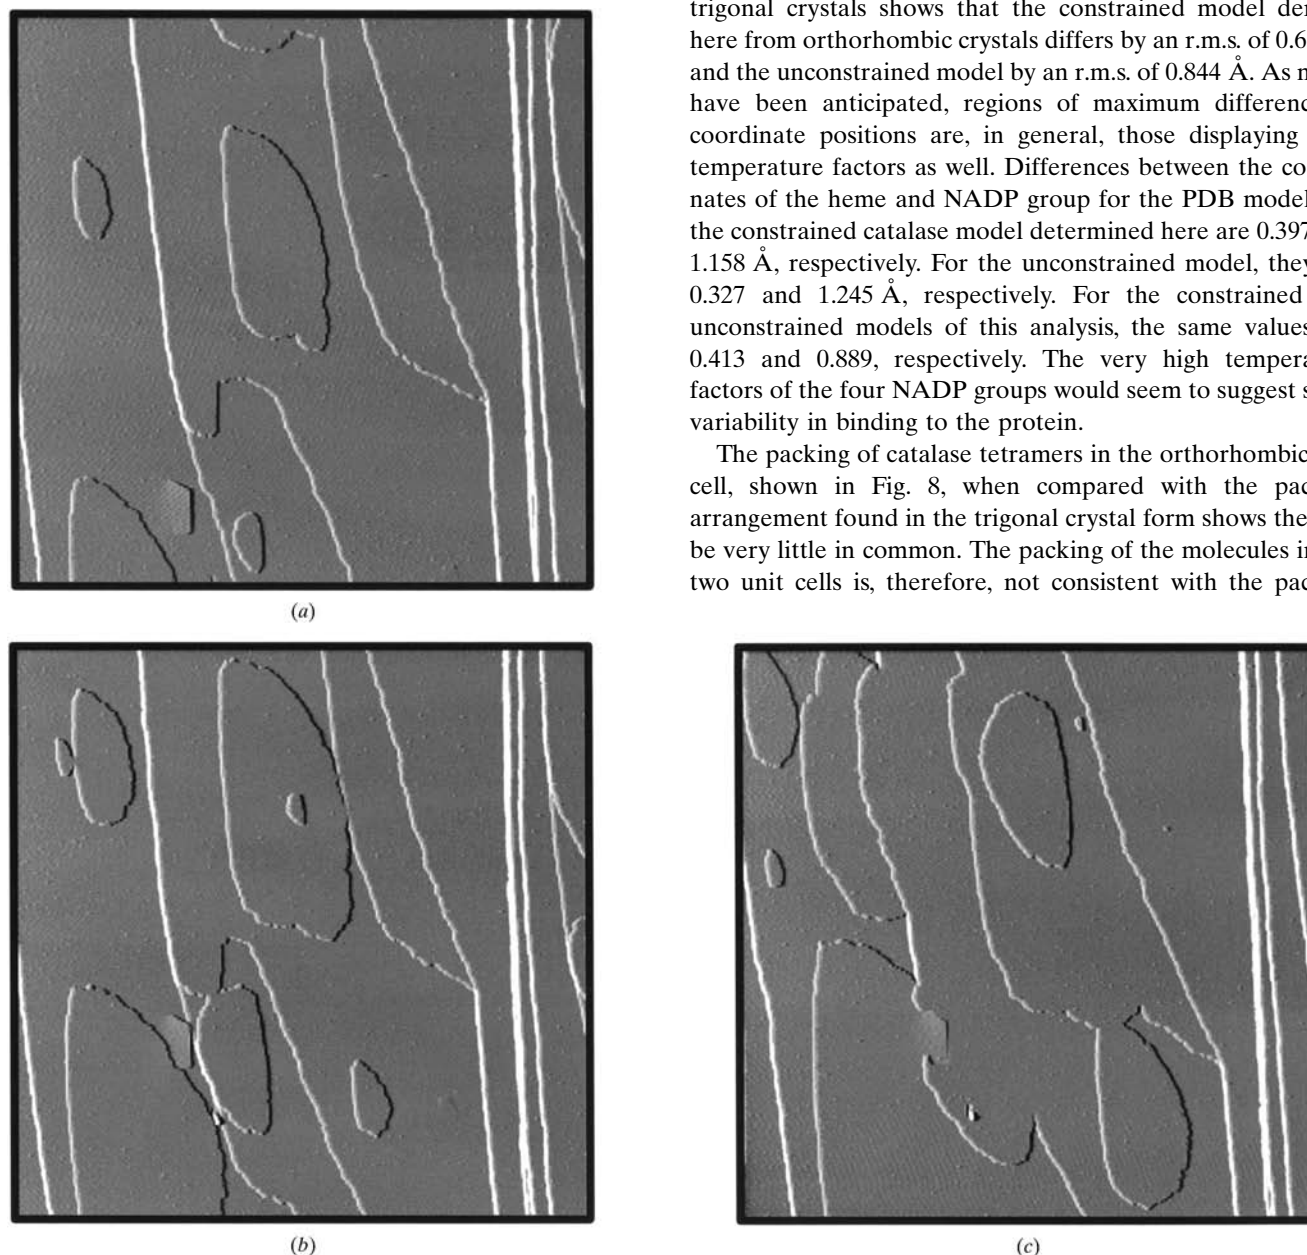 trigonal crystals shows that the constrained model der
here from orthorhombic crystals differs by an r.m.s. of 0.6
and the unconstrained model by an r.m.s. of 0.844 Å. As m
have been anticipated, regions of maximum differenc
coordinate positions are, in general, those displaying
temperature factors as well. Differences between the co
nates of the heme and NADP group for the PDB model
the constrained catalase model determined here are 0.397
1.158 Å, respectively. For the unconstrained model, they
0.327 and 1.245 Å, respectively. For the constrained
unconstrained models of this analysis, the same values
0.413 and 0.889, respectively. The very high tempera
factors of the four NADP groups would seem to suggest s
variability in binding to the protein.
The packing of catalase tetramers in the orthorhombic
cell, shown in Fig. 8, when compared with the pac
arrangement found in the trigonal crystal form shows the
be very little in common. The packing of the molecules in
two unit cells is, therefore, not consistent with the pac
(a)
(b)
(c)